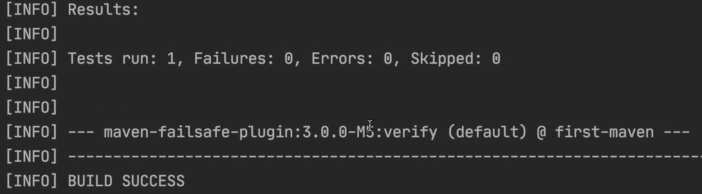 [INFO] Results:
[INFO]
[INFO] Tests run: 1, Failures: 0, Errors: 0, Skipped: 0
[INFO]
[INFO]
[INFO] --- maven-failsafe-plugin:3.0.0-M5:verify (default) @ first-maven ---
[INFO] ------------------------------------------------------------------------
[INFO] BUILD SUCCESS